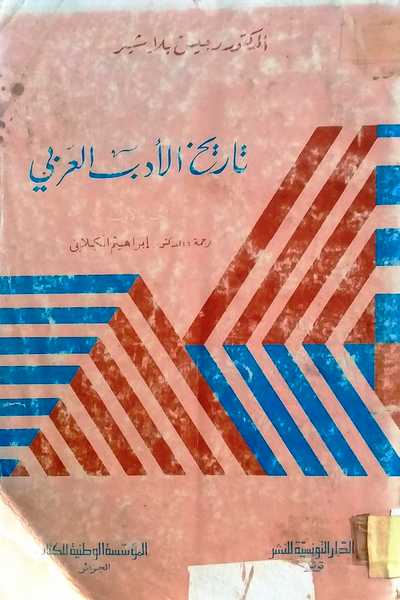 الدكتور ريجيس بلاشير
تاريخ الأدب العربي
ترجمة: الدكتور إبراهيم الكيلاني
الدار التونسية للنشر
تونس
المؤسسة الوطنية للكتاب
الجزائر